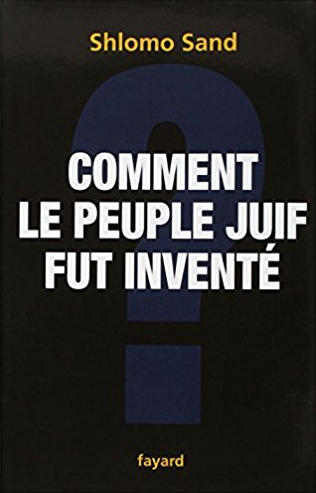 Shlomo Sand
?
COMMENT
LE PEUPLE JUIF
FUT INVENTÉ
fayard